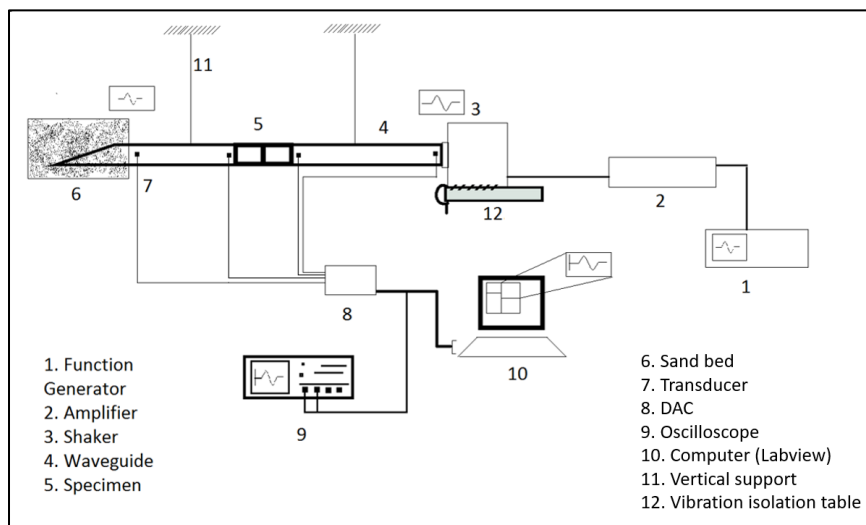 11
3
5
4
6
7
12
2
8
1
10
9
1. Function
Generator
2. Amplifier
3. Shaker
4. Waveguide
5. Specimen
6. Sand bed
7. Transducer
8. DAC
9. Oscilloscope
10. Computer (Labview)
11. Vertical support
12. Vibration isolation table